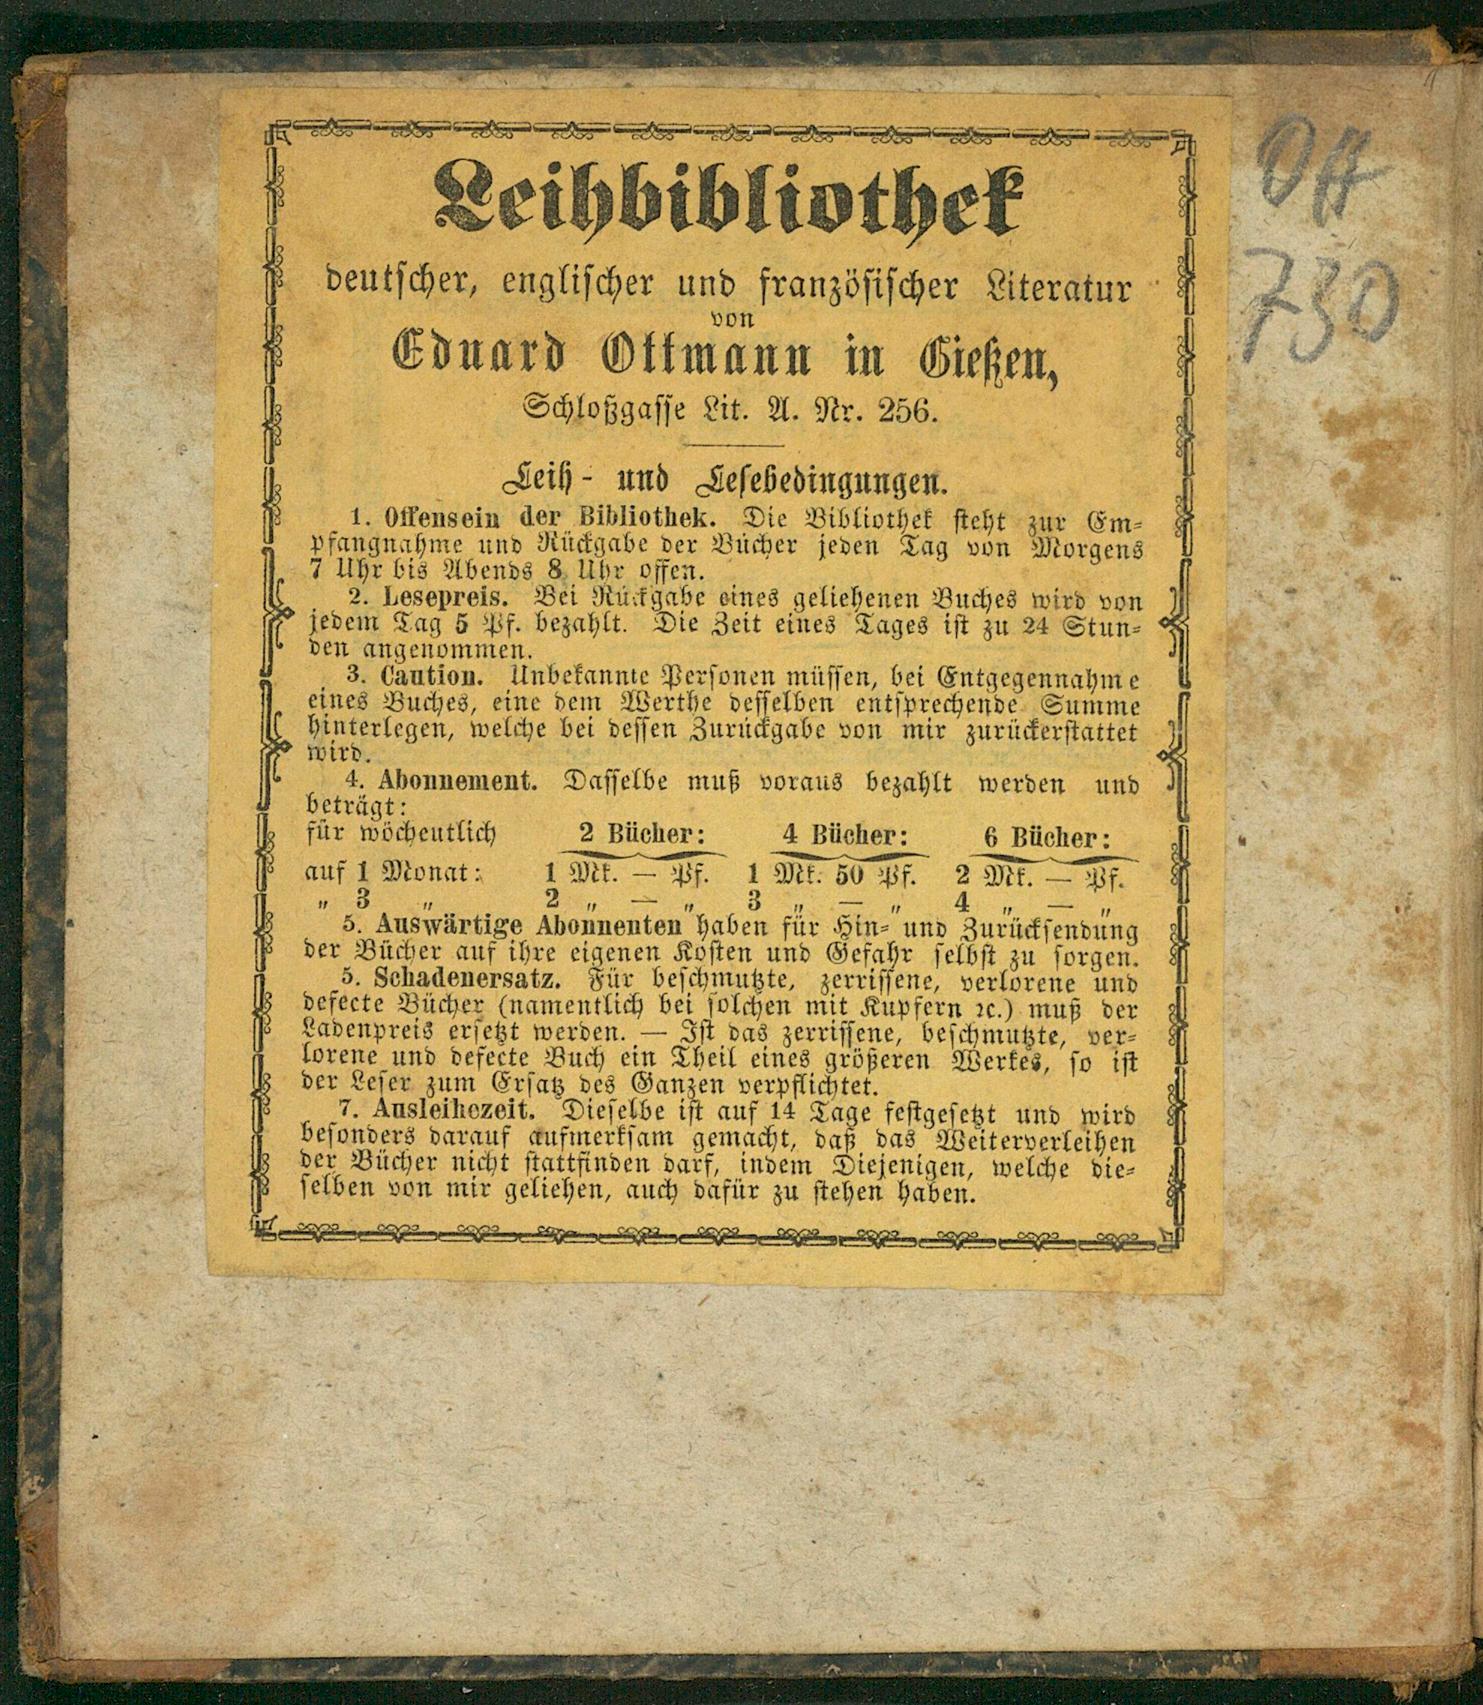 Leihbibliothek
deutscher, englischer und französischer Literatur
von
Eduard Ottmann in Gießen,
Schloßgasse Lit. A. Nr. 256.
Leih- und Lesebedingungen.
1. Offensein der Bibliothek. Die Bibliothek steht zur Em-
pfangnahme und Rückgabe der Bücher jeden Tag von Morgens
7 Uhr bis Abends 8 Uhr offen.
2. Lesepreis. Bei Rückgabe eines geliehenen Buches wird von
jedem Tag 5 Pf. bezahlt. Die Zeit eines Tages ist zu 24 Stun-
den angenommen.
3. Caution. Unbekannte Personen müssen, bei Entgegennahme
eines Buches, eine dem Werthe desselben entsprechende Summe
hinterlegen, welche bei dessen Zurückgabe von mir zurückerstattet
wird.
4. Abonnement. Dasselbe muß voraus bezahlt werden und
beträgt:
für wöchentlich 2 Bücher: 4 Bücher: 6 Bücher:
auf 1 Monat: 1 Mk. — Pf. 1 Mk. 50 Pf. 2 Mk. — Pf.
„ 3 „ 2 „ — „ 3 „ — „ 4 „ — „
5. Auswärtige Abonnenten haben für Hin- und Zurücksendung
der Bücher auf ihre eigenen Kosten und Gefahr selbst zu sorgen.
5. Schadenersatz. Für beschmutzte, zerrissene, verlorene und
defecte Bücher (namentlich bei solchen mit Kupfern ꝛc.) muß der
Ladenpreis ersetzt werden. — Ist das zerrissene, beschmutzte, ver-
lorene und defecte Buch ein Theil eines größeren Werkes, so ist
der Leser zum Ersatz des Ganzen verpflichtet.
7. Ausleihezeit. Dieselbe ist auf 14 Tage festgesetzt und wird
besonders darauf aufmerksam gemacht, daß das Weiterverleihen
der Bücher nicht stattfinden darf, indem Diejenigen, welche die-
selben von mir geliehen, auch dafür zu stehen haben.
Ott
730